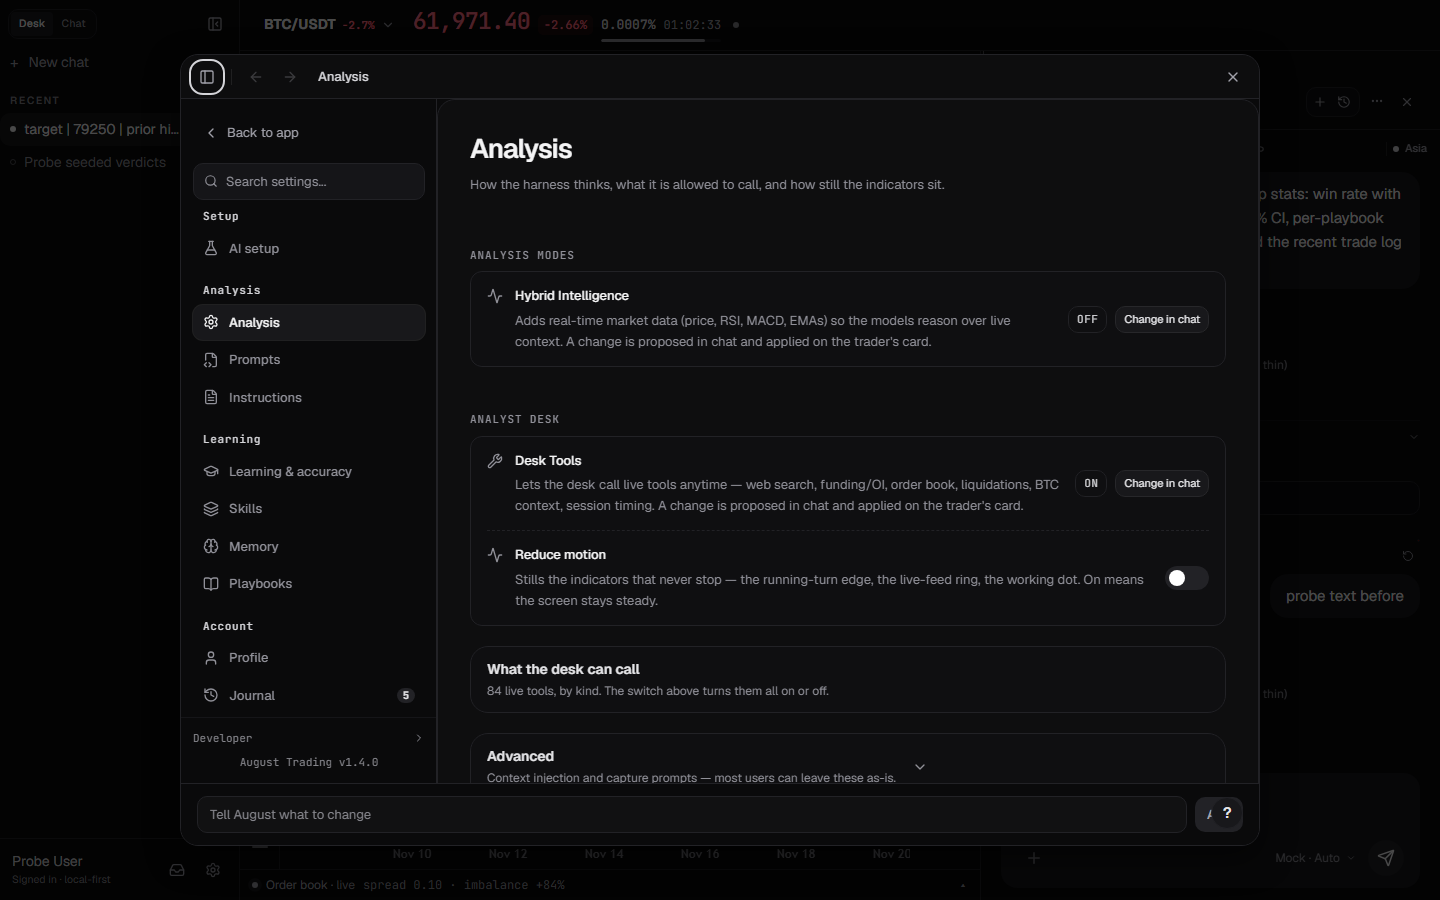 Desk Chat
BTC/USDT -2.7% 61,971.40 -2.66% 0.0007% 01:02:33
+ New chat
RECENT
target | 79250 | prior hi...
Probe seeded verdicts
Probe User
Signed in · local-first
Analysis
Back to app
Search settings...
Setup
AI setup
Analysis
Analysis
Prompts
Instructions
Learning
Learning & accuracy
Skills
Memory
Playbooks
Account
Profile
Journal 5
Developer
August Trading v1.4.0
Analysis
How the harness thinks, what it is allowed to call, and how still the indicators sit.
ANALYSIS MODES
Hybrid Intelligence
Adds real-time market data (price, RSI, MACD, EMAs) so the models reason over live
context. A change is proposed in chat and applied on the trader's card.
OFF Change in chat
ANALYST DESK
Desk Tools
Lets the desk call live tools anytime — web search, funding/OI, order book, liquidations, BTC
context, session timing. A change is proposed in chat and applied on the trader's card.
ON Change in chat
Reduce motion
Stills the indicators that never stop — the running-turn edge, the live-feed ring, the working dot. On means
the screen stays steady.
What the desk can call
84 live tools, by kind. The switch above turns them all on or off.
Advanced
Context injection and capture prompts — most users can leave these as-is.
Tell August what to change
?
Asia
stats: win rate with
CI, per-playbook
the recent trade log
thin)
probe text before
thin)
Mock · Auto
Nov 10 Nov 12 Nov 14 Nov 16 Nov 18 Nov 20
Order book · live spread 0.10 · imbalance +84%